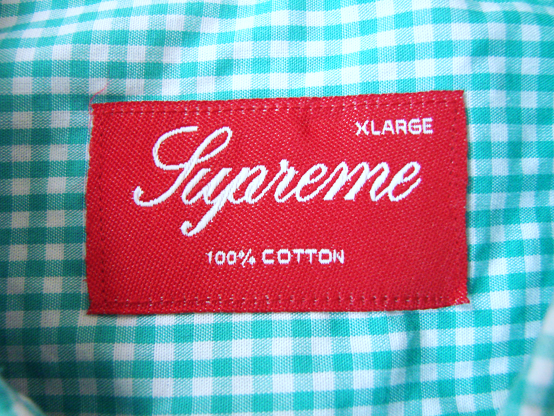 XLARGE
Supreme
100% COTTON